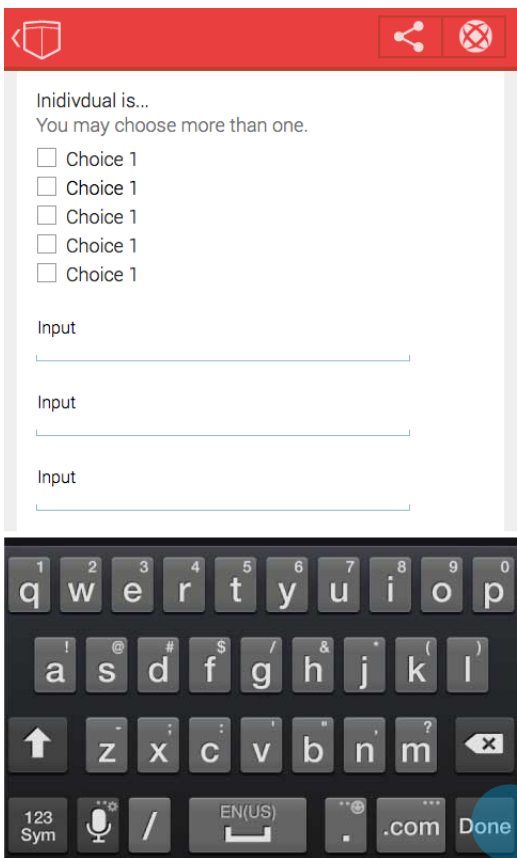 Inidivdual is...
You may choose more than one.
Choice 1
Choice 1
Choice 1
Choice 1
Choice 1
Input
Input
Input
1 2 3 4 5 6 7 8 9 0
q w e r t y u i o p
! @ # $ / & * ( )
a s d f g h j k l
- ; : ' " , ?
z x c v b n m
123 Sym / EN(US) . .com Done